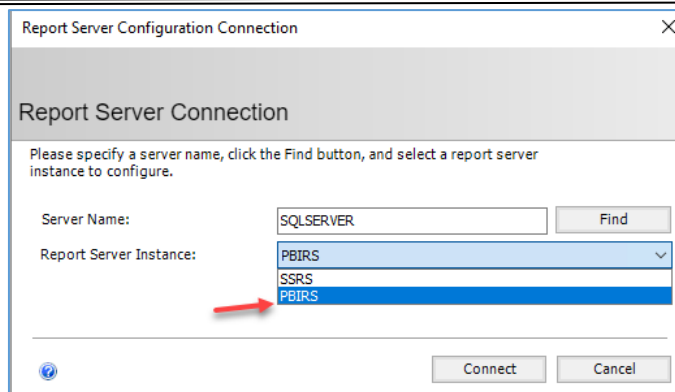 Report Server Configuration Connection
Report Server Connection
Please specify a server name, click the Find button, and select a report server
instance to configure.
Server Name: SQLSERVER Find
Report Server Instance: PBIRS
SSRS
PBIRS
Connect Cancel